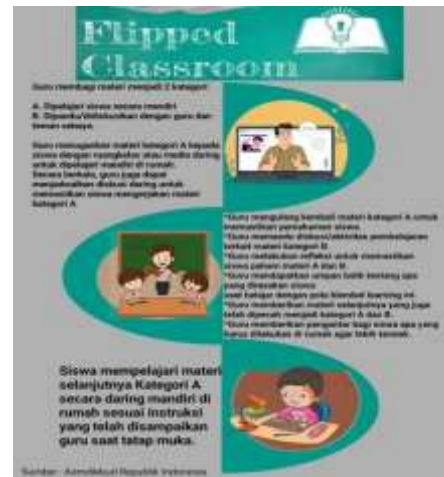 Flipped
Classroom
Guru membagi materi menjadi 2 kategori:
A. Dipelajari siswa secara mandiri
B. Dipandu/didiskusikan dengan guru dan
teman sebaya.
Guru menugaskan materi kategori A kepada
siswa dengan atau media daring
untuk dipelajari mandiri di rumah.
Secara berkala, guru juga dapat
menjadwalkan diskusi daring untuk
memastikan siswa mengerjakan materi
kategori A
*Guru mengulang kembali materi kategori A untuk
memastikan pemahaman siswa.
*Guru memandu diskusi/aktivitas pembelajaran
terkait materi kategori B.
*Guru melakukan refleksi untuk memastikan
siswa paham materi A dan B.
*Guru mendapatkan umpan balik tentang apa
yang dirasakan siswa
saat belajar dengan pola blended learning ini.
*Guru memberikan materi selanjutnya yang juga
telah dipecah menjadi kategori A dan B.
*Guru memberikan pengantar bagi siswa apa yang
harus dilakukan di rumah agar lebih
Siswa mempelajari materi
selanjutnya Kategori A
secara daring mandiri di
rumah sesuai instruksi
yang telah disampaikan
guru saat tatap muka.
Sumber: Republik Indonesia